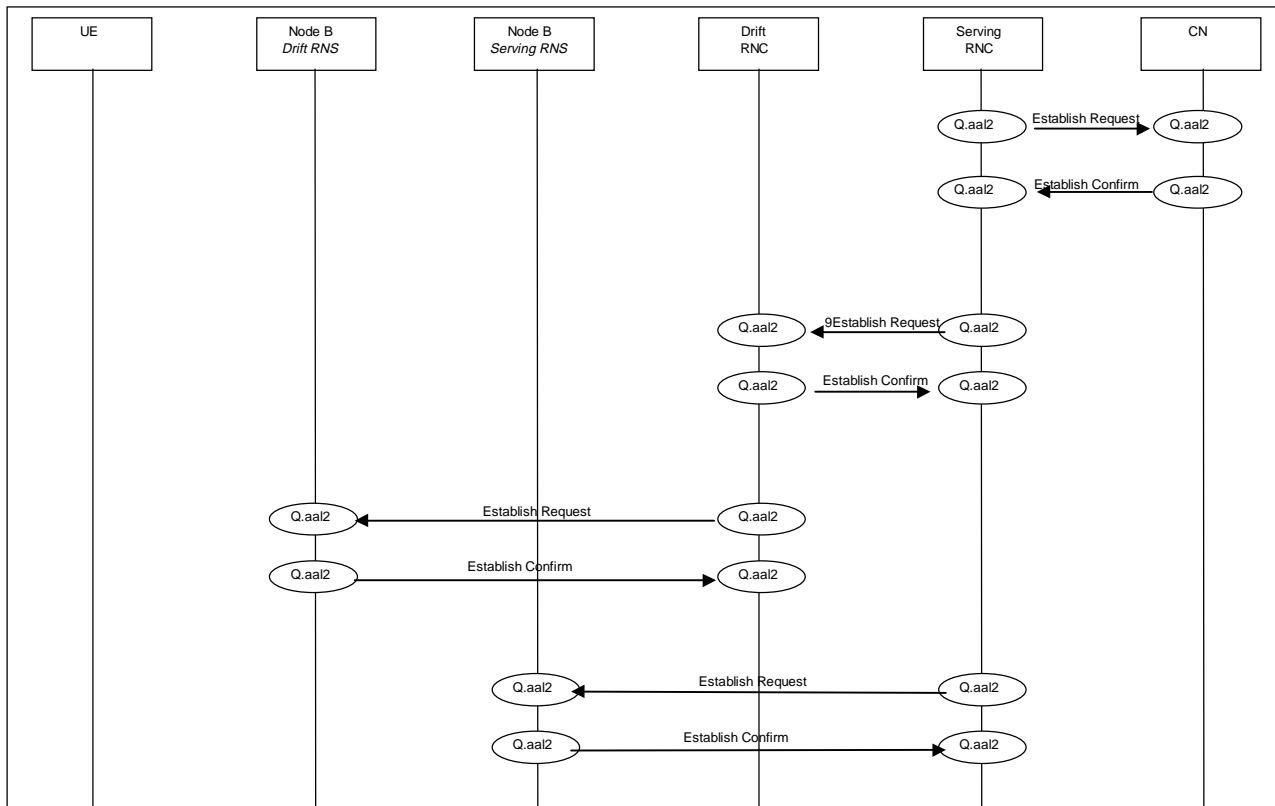 UE
Node B
Drift RNS
Node B
Serving RNS
Drift
RNC
Serving
RNC
CN
Q.aal2
Establish Request
Q.aal2
Q.aal2
Establish Confirm
Q.aal2
Q.aal2
9Establish Request
Q.aal2
Q.aal2
Establish Confirm
Q.aal2
Q.aal2
Establish Request
Q.aal2
Q.aal2
Establish Confirm
Q.aal2
Q.aal2
Establish Request
Q.aal2
Q.aal2
Establish Confirm
Q.aal2